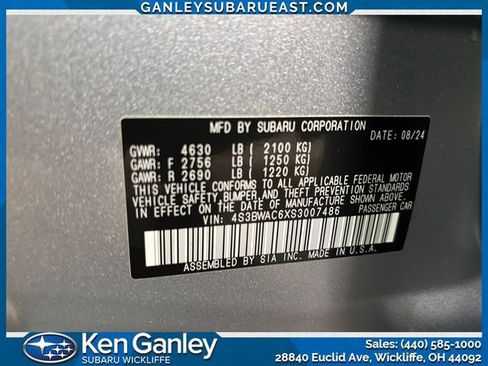 GANLEYSUBARUEAST.COM
MFD BY SUBARU CORPORATION
DATE: 08/24
GVWR: 4630 LB ( 2100 KG)
GAWR: F 2756 LB ( 1250 KG)
GAWR: R 2690 LB ( 1220 KG)
THIS VEHICLE CONFORMS TO ALL APPLICABLE FEDERAL MOTOR
VEHICLE SAFETY, BUMPER, AND THEFT PREVENTION STANDARDS
IN EFFECT ON THE DATE OF MANUFACTURE SHOWN ABOVE.
VIN: 4S3BWAC6XS3007486 PASSENGER CAR
ASSEMBLED BY SIA INC. MADE IN U.S.A.
SUBARU
Ken Ganley
SUBARU WICKLIFFE
Sales: (440) 585-1000
28840 Euclid Ave, Wickliffe, OH 44092